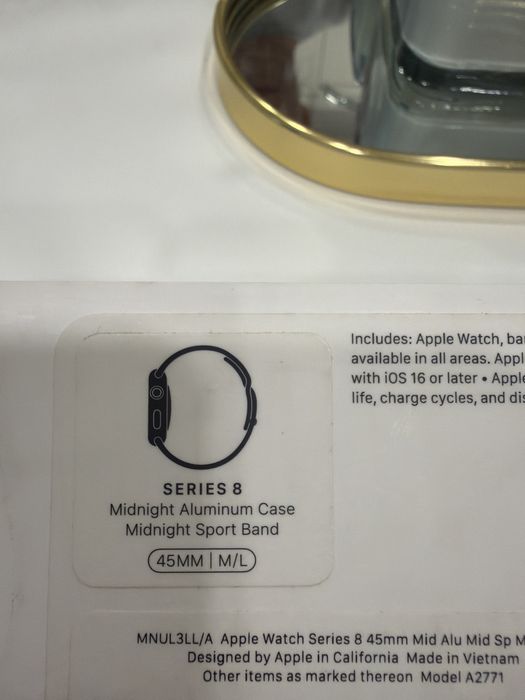 Includes: Apple Watch,
available in all areas.
with iOS 16 or later •
life, charge cycles, and
SERIES 8
Midnight Aluminum Case
Midnight Sport Band
45MM | M/L
MNUL3LL/A Apple Watch Series 8 45mm Mid Alu Mid Sp
Designed by Apple in California Made in Vietnam
Other items as marked thereon Model A2771